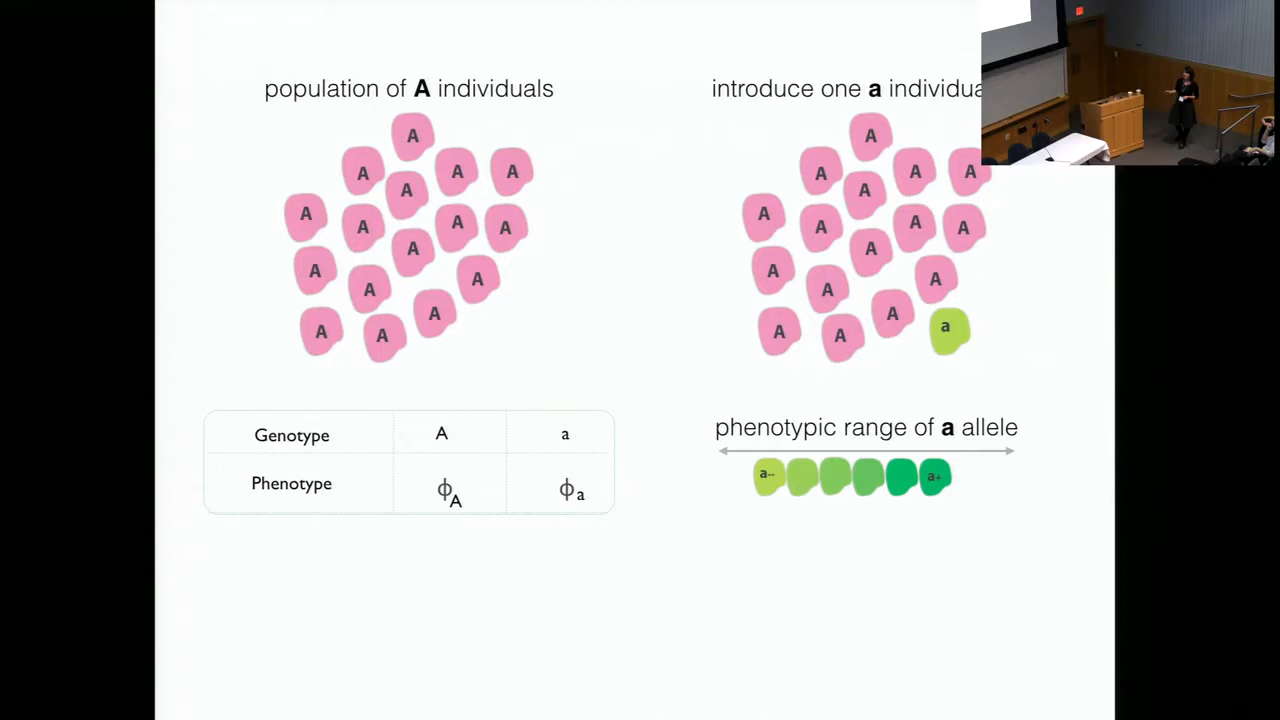 population of A individuals
A
A A A
A
A A A A
A
A A A
A
A A
introduce one a individua
A
A A A
A
A A A A
A
A A A
A
A A a
Genotype A a
Phenotype ϕA ϕa
phenotypic range of a allele
a-- a+